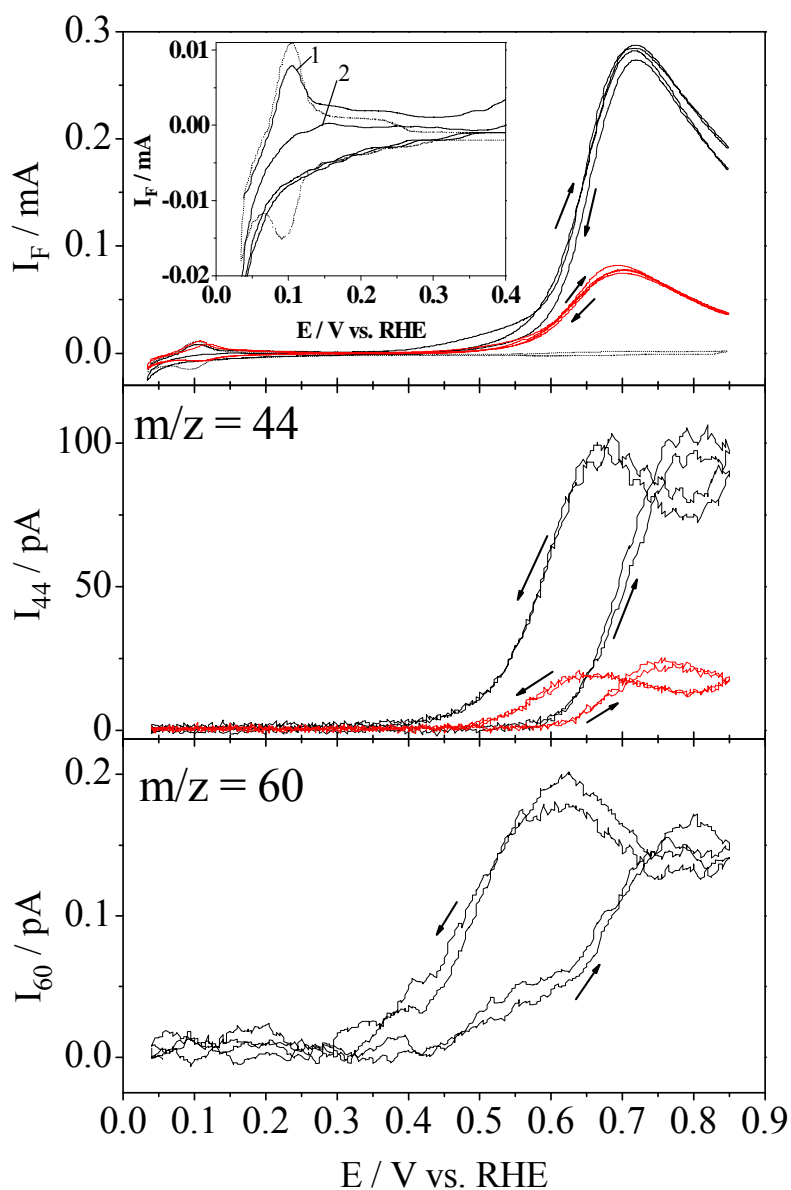 0.3
0.2
0.1
0.0
I_F / mA
0.01
0.00
-0.01
-0.02
I_F / mA
1
2
0.0 0.1 0.2 0.3 0.4
E / V vs. RHE
m/z = 44
100
50
0
I_44 / pA
m/z = 60
0.2
0.1
0.0
I_60 / pA
0.0 0.1 0.2 0.3 0.4 0.5 0.6 0.7 0.8 0.9
E / V vs. RHE